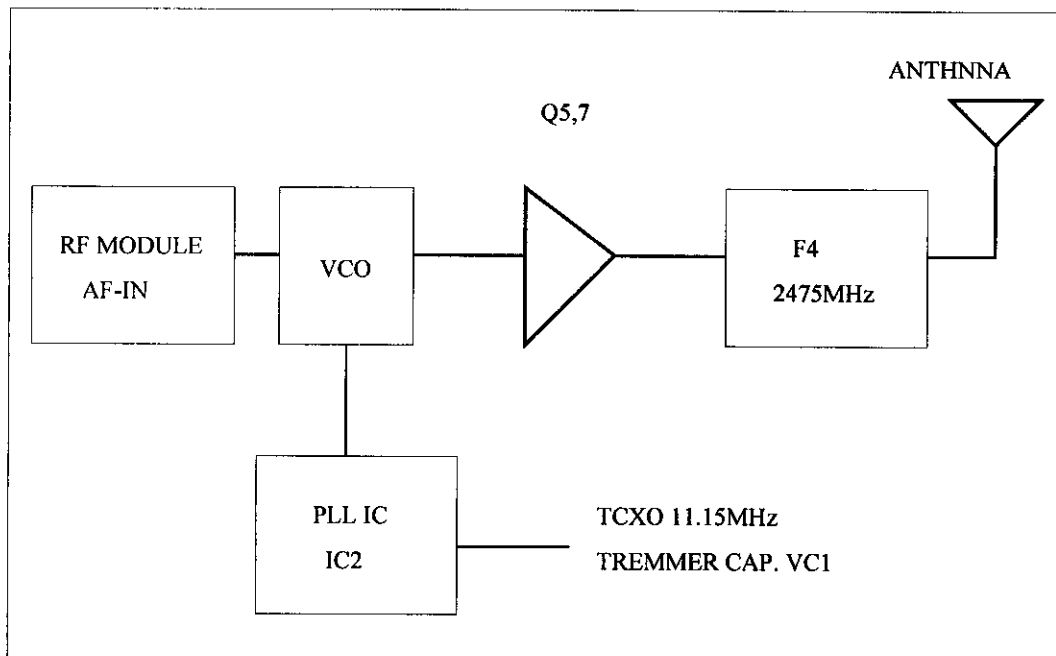 ANTHNNA
Q5,7
RF MODULE
AF-IN
VCO
F4
2475MHz
PLL IC
IC2
TCXO 11.15MHz
TREMMER CAP. VC1